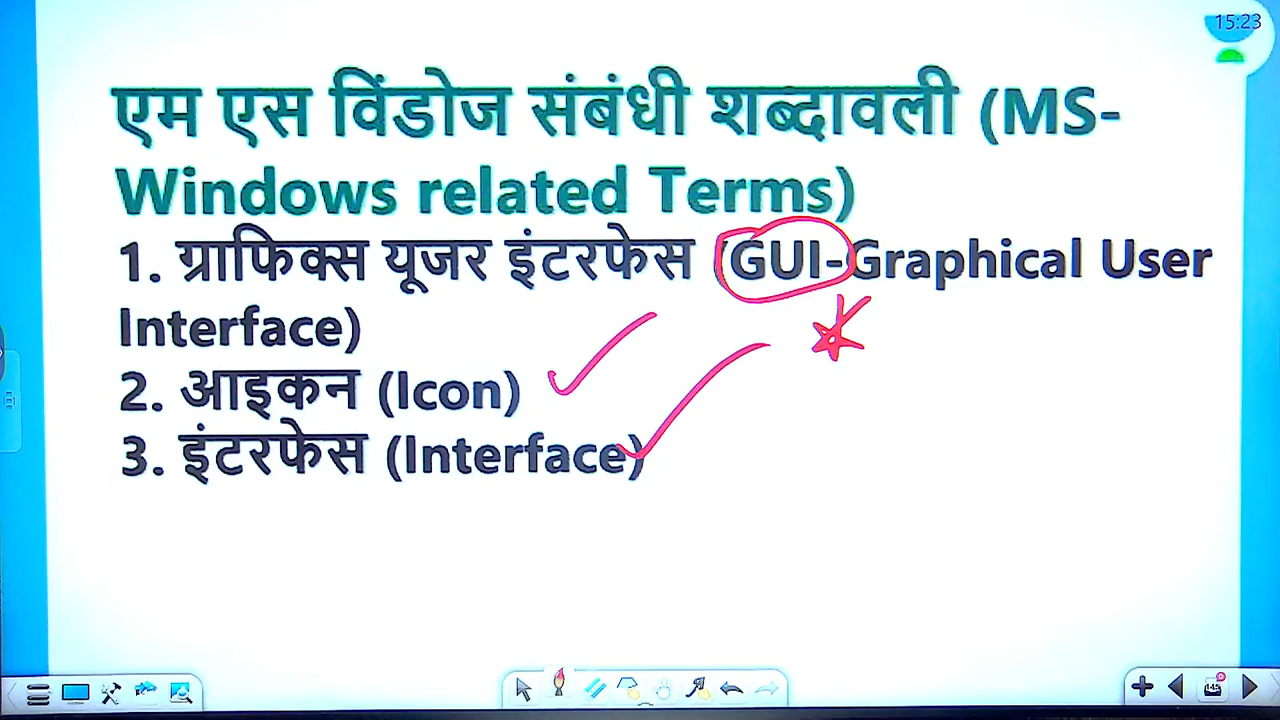 15:23
एम एस विंडोज संबंधी शब्दावली (MS-
Windows related Terms)
1. ग्राफिक्स यूजर इंटरफेस (GUI-Graphical User
Interface)
2. आइकन (Icon)
3. इंटरफेस (Interface)